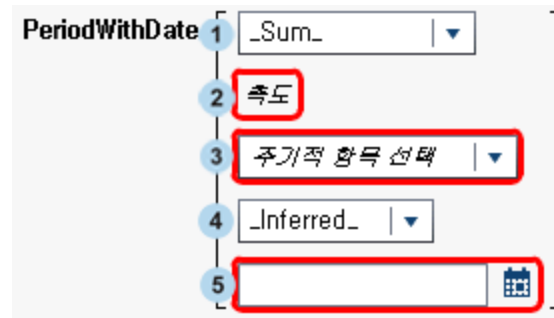 PeriodWithDate 1 _Sum_
2 측도
3 주기적 항목 선택
4 _Inferred_
5